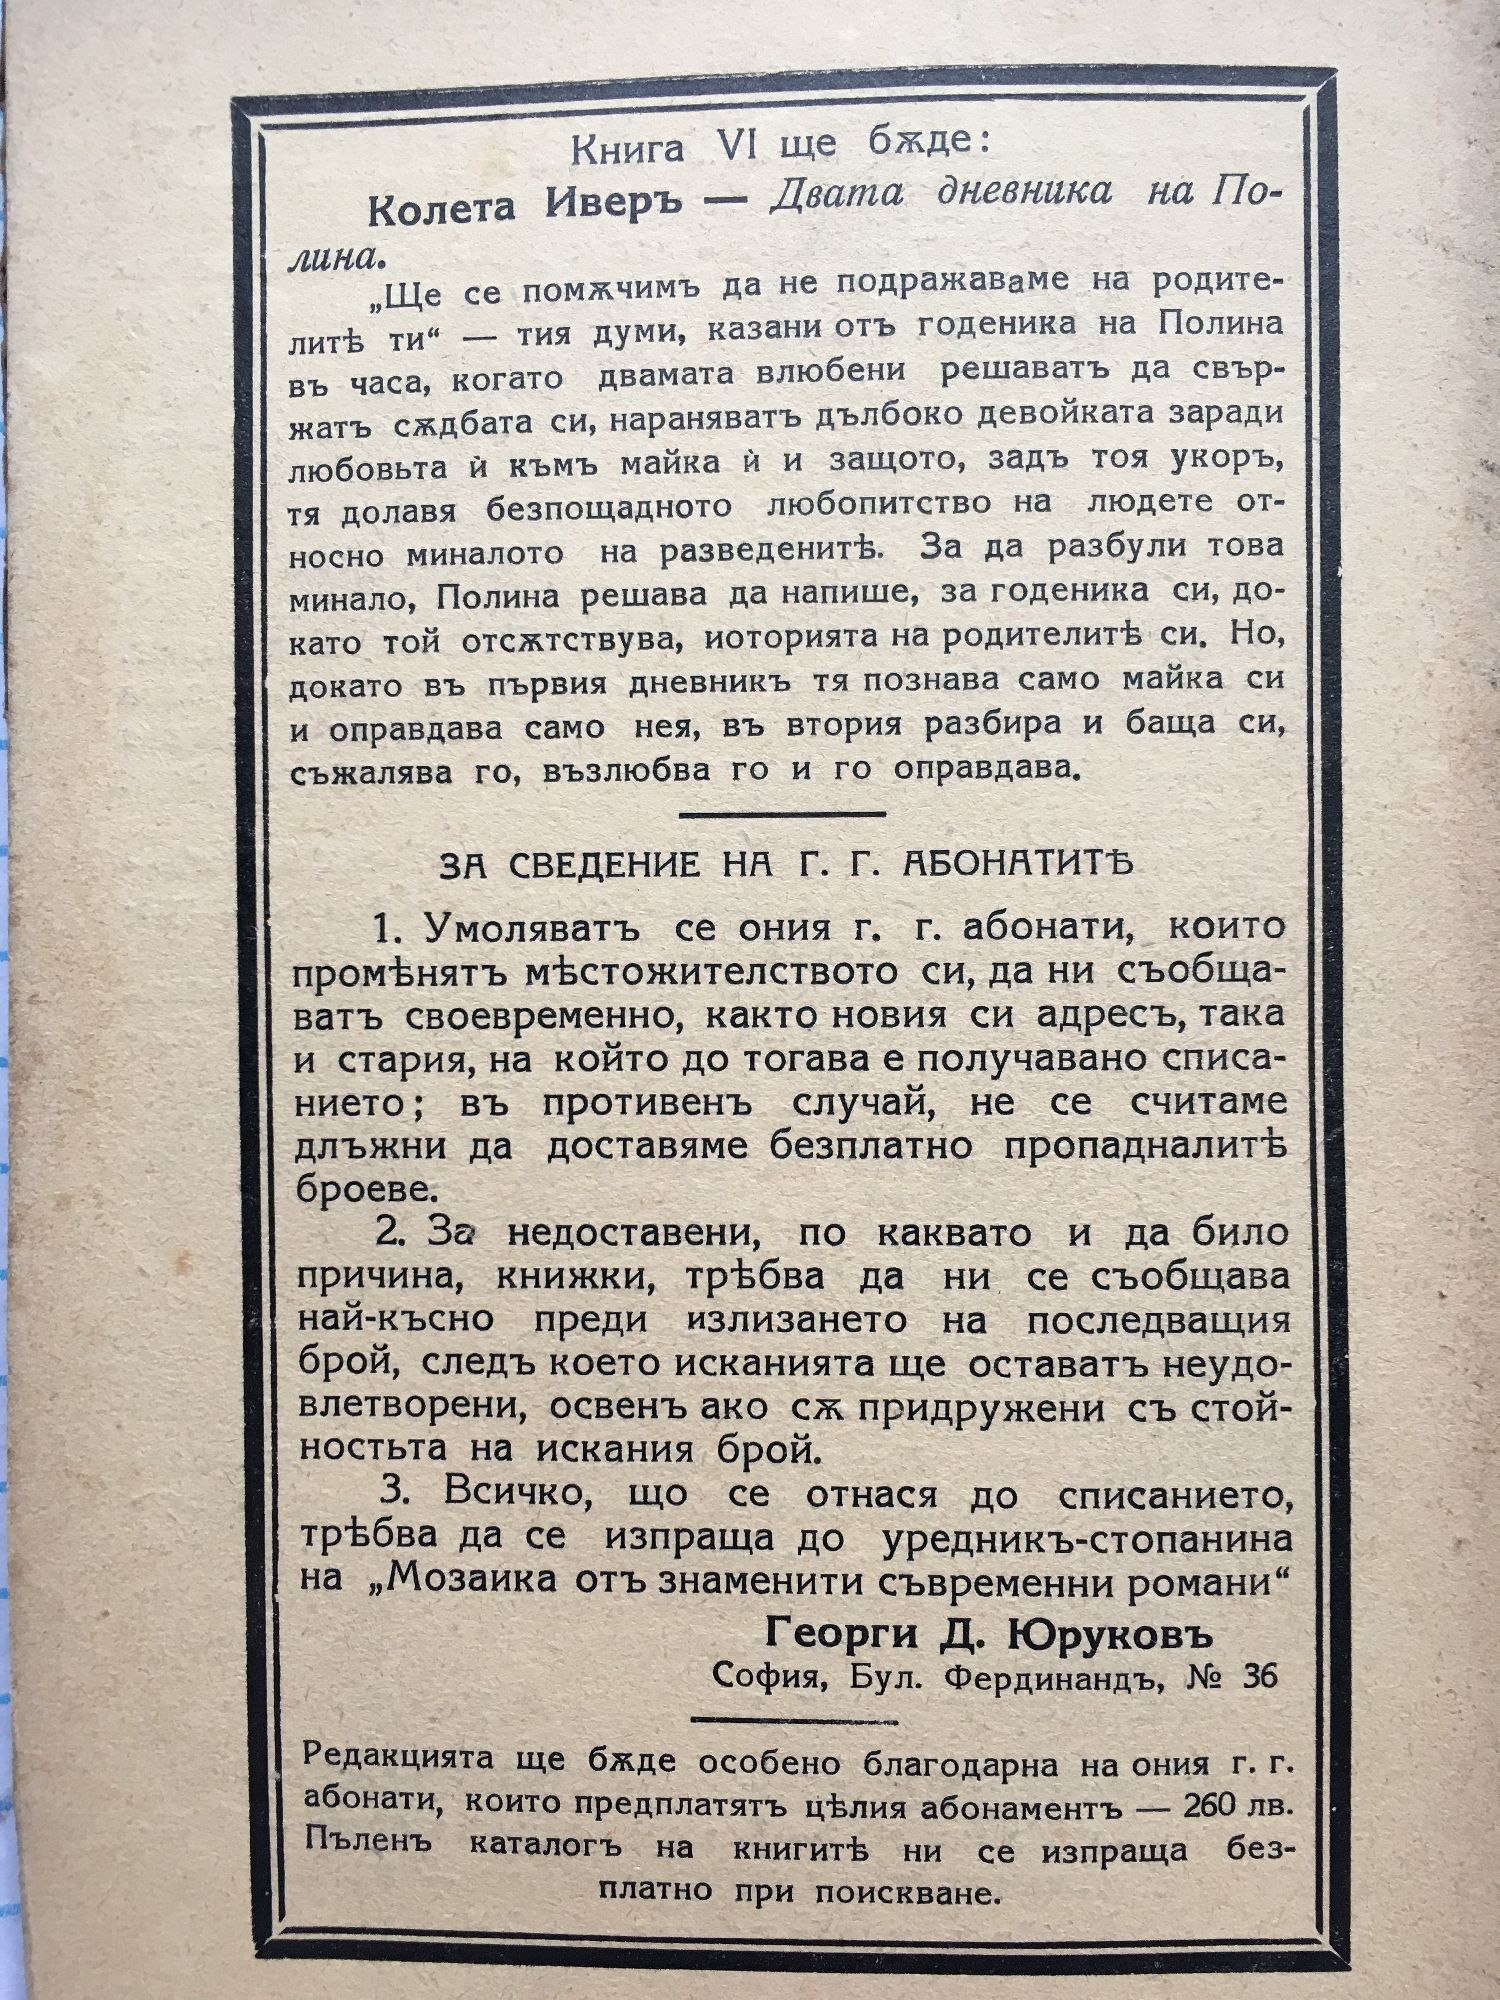 Книга VI ще бѫде:
Колета Иверъ — Двата дневника на По-
лина.
„Ще се помѫчимъ да не подражаваме на родите-
литѣ ти“ — тия думи, казани отъ годеника на Полина
въ часа, когато двамата влюбени решаватъ да свър-
жатъ сѫдбата си, нараняватъ дълбоко девойката заради
любовьта ѝ къмъ майка ѝ и защото, задъ тоя укоръ,
тя долавя безпощадното любопитство на людете от-
носно миналото на разведенитѣ. За да разбули това
минало, Полина решава да напише, за годеника си, до-
като той отсѫтствува, иоторията на родителитѣ си. Но,
докато въ първия дневникъ тя познава само майка си
и оправдава само нея, въ втория разбира и баща си,
съжалява го, възлюбва го и го оправдава.
ЗА СВЕДЕНИЕ НА Г. Г. АБОНАТИТѢ
1. Умоляватъ се ония г. г. абонати, които
промѣнятъ мѣстожителството си, да ни съобща-
ватъ своевременно, както новия си адресъ, така
и стария, на който до тогава е получавано списа-
нието; въ противенъ случай, не се считаме
длъжни да доставяме безплатно пропадналитѣ
броеве.
2. За недоставени, по каквато и да било
причина, книжки, трѣбва да ни се съобщава
най-късно преди излизането на последващия
брой, следъ което исканията ще оставатъ неудо-
влетворени, освенъ ако сѫ придружени съ стой-
ностьта на искания брой.
3. Всичко, що се отнася до списанието,
трѣбва да се изпраща до уредникъ-стопанина
на „Мозаика отъ знаменити съвременни романи“
Георги Д. Юруковъ
София, Бул. Фердинандъ, № 36
Редакцията ще бѫде особено благодарна на ония г. г.
абонати, които предплатятъ цѣлия абонаментъ — 260 лв.
Пъленъ каталогъ на книгитѣ ни се изпраща без-
платно при поискване.